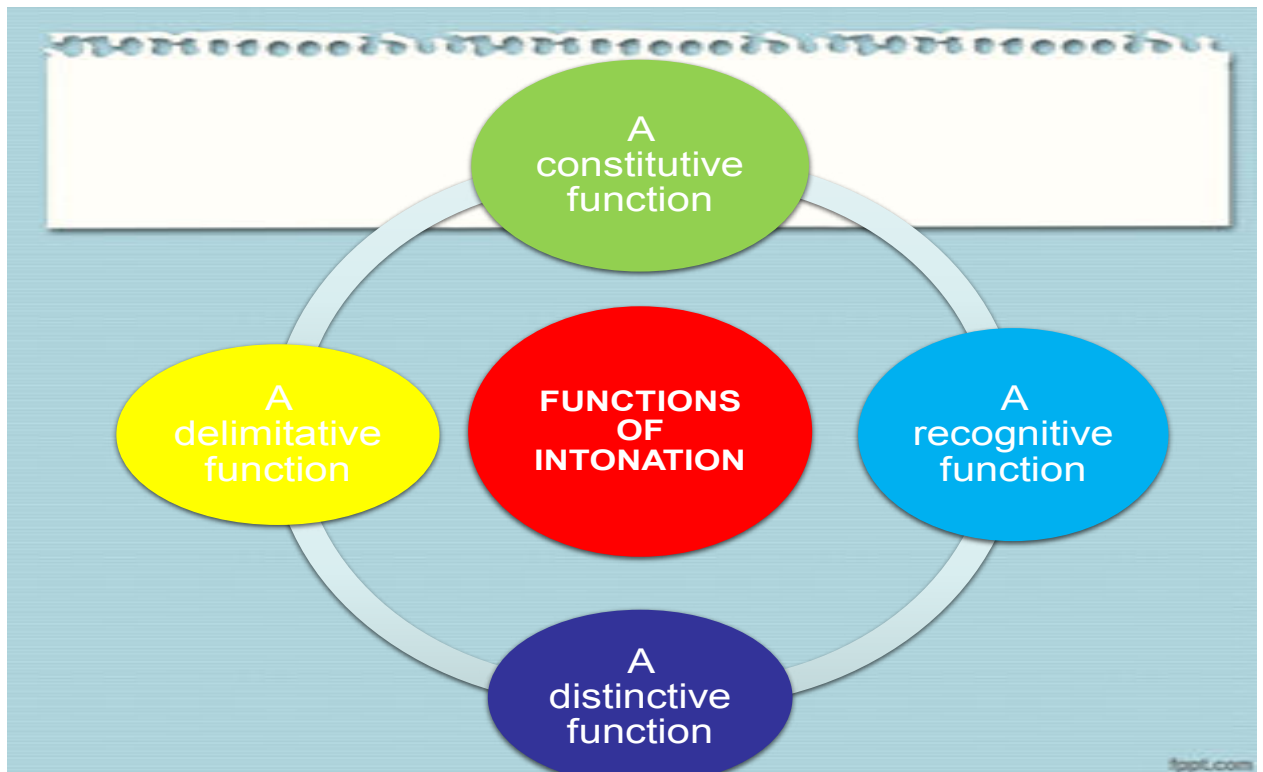 A
constitutive
function
A
delimitative
function
FUNCTIONS
OF
INTONATION
A
recognitive
function
A
distinctive
function
fppt.com